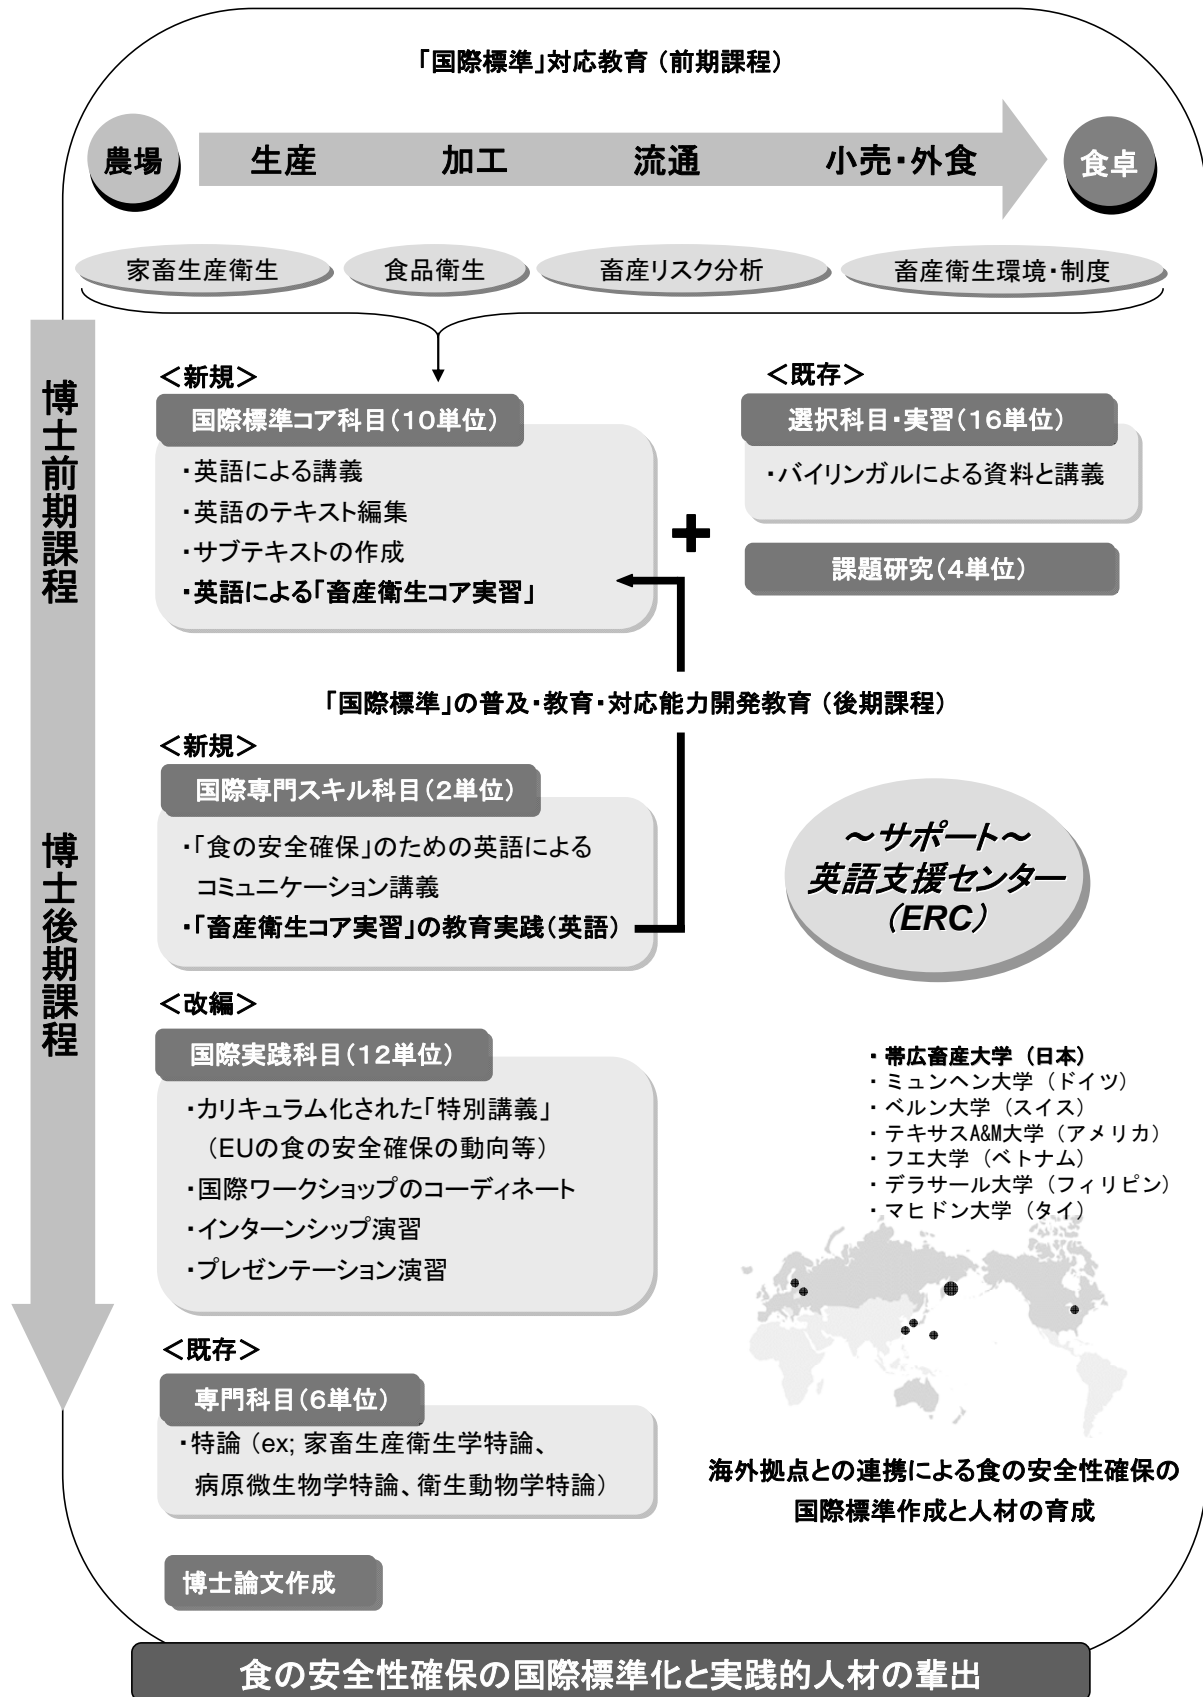 「国際標準」対応教育（前期課程）
農場
生産
加工
流通
小売・外食
食卓
家畜生産衛生
食品衛生
畜産リスク分析
畜産衛生環境・制度
博士前期課程
＜新規＞
国際標準コア科目（10単位）
・英語による講義
・英語のテキスト編集
・サブテキストの作成
・英語による「畜産衛生コア実習」
＋
＜既存＞
選択科目・実習（16単位）
・バイリンガルによる資料と講義
課題研究（4単位）
「国際標準」の普及・教育・対応能力開発教育（後期課程）
博士後期課程
＜新規＞
国際専門スキル科目（2単位）
・「食の安全確保」のための英語による
コミュニケーション講義
・「畜産衛生コア実習」の教育実践（英語）
～サポート～
英語支援センター
（ERC）
＜改編＞
国際実践科目（12単位）
・カリキュラム化された「特別講義」
（EUの食の安全確保の動向等）
・国際ワークショップのコーディネート
・インターンシップ演習
・プレゼンテーション演習
・帯広畜産大学（日本）
・ミュンヘン大学（ドイツ）
・ベルン大学（スイス）
・テキサスA&M大学（アメリカ）
・フエ大学（ベトナム）
・デラサール大学（フィリピン）
・マヒドン大学（タイ）
＜既存＞
専門科目（6単位）
・特論（ex; 家畜生産衛生学特論、
病原微生物学特論、衛生動物学特論）
海外拠点との連携による食の安全性確保の
国際標準作成と人材の育成
博士論文作成
食の安全性確保の国際標準化と実践的人材の輩出